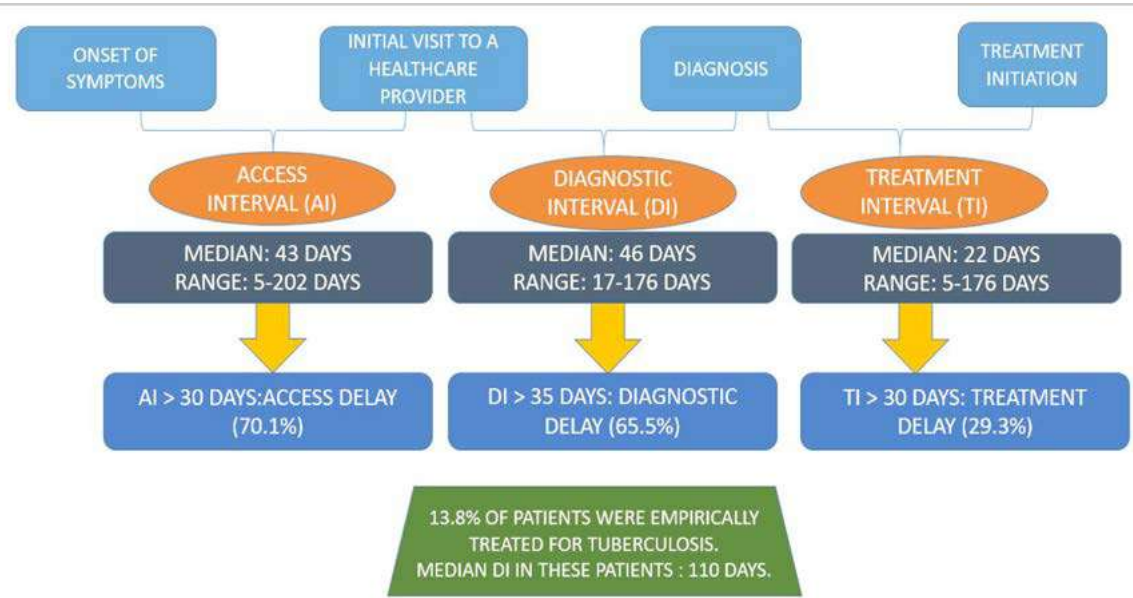 ONSET OF
SYMPTOMS
INITIAL VISIT TO A
HEALTHCARE
PROVIDER
DIAGNOSIS
TREATMENT
INITIATION
ACCESS
INTERVAL (AI)
DIAGNOSTIC
INTERVAL (DI)
TREATMENT
INTERVAL (TI)
MEDIAN: 43 DAYS
RANGE: 5-202 DAYS
MEDIAN: 46 DAYS
RANGE: 17-176 DAYS
MEDIAN: 22 DAYS
RANGE: 5-176 DAYS
AI > 30 DAYS:ACCESS DELAY
(70.1%)
DI > 35 DAYS: DIAGNOSTIC
DELAY (65.5%)
TI > 30 DAYS: TREATMENT
DELAY (29.3%)
13.8% OF PATIENTS WERE EMPIRICALLY
TREATED FOR TUBERCULOSIS.
MEDIAN DI IN THESE PATIENTS : 110 DAYS.